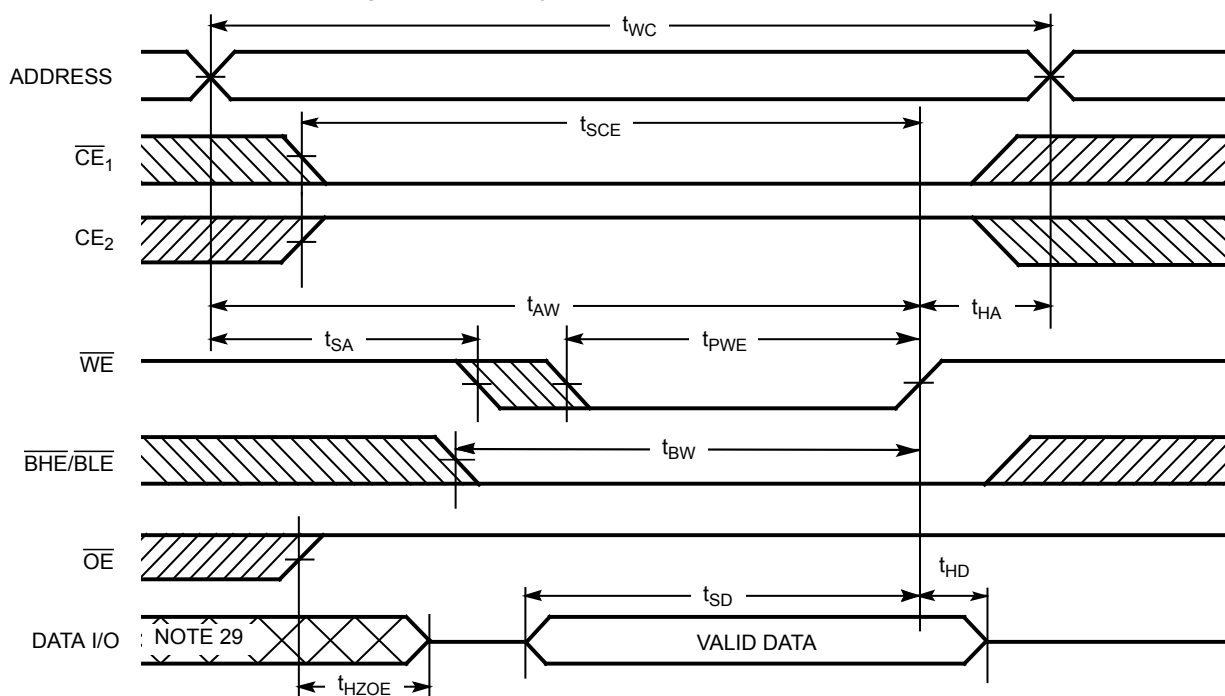 tWC
ADDRESS
tSCE
CE1
CE2
tAW
tHA
tSA
tPWE
WE
tBW
BHE/BLE
OE
tHD
tSD
DATA I/O
NOTE 29
VALID DATA
tHZOE